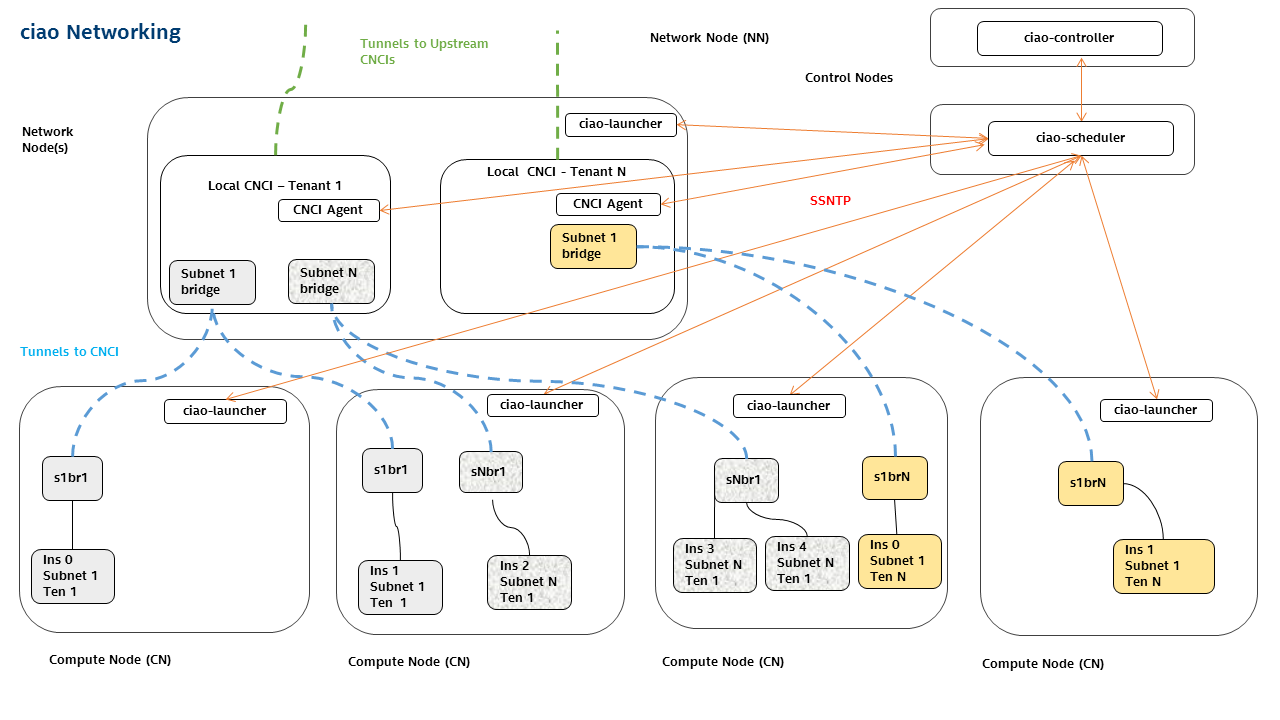 ciao Networking
Tunnels to Upstream
CNCIs
Network Node (NN)
ciao-controller
Control Nodes
ciao-launcher
ciao-scheduler
Network
Node(s)
Local CNCI – Tenant 1
CNCI Agent
Subnet 1
bridge
Subnet N
bridge
Local CNCI - Tenant N
CNCI Agent
Subnet 1
bridge
SSNTP
Tunnels to CNCI
ciao-launcher
s1br1
Ins 0
Subnet 1
Ten 1
Compute Node (CN)
ciao-launcher
s1br1
sNbr1
Ins 1
Subnet 1
Ten 1
Ins 2
Subnet N
Ten 1
Compute Node (CN)
ciao-launcher
sNbr1
s1brN
Ins 3
Subnet N
Ten 1
Ins 4
Subnet N
Ten 1
Ins 0
Subnet 1
Ten N
Compute Node (CN)
ciao-launcher
s1brN
Ins 1
Subnet 1
Ten N
Compute Node (CN)